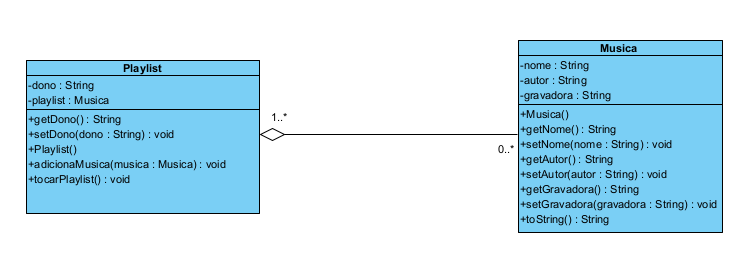 Playlist
-dono : String
-playlist : Musica
+getDono() : String
+setDono(dono : String) : void
+Playlist()
+adicionaMusica(musica : Musica) : void
+tocarPlaylist() : void
1..*
0..*
Musica
-nome : String
-autor : String
-gravadora : String
+Musica()
+getNome() : String
+setNome(nome : String) : void
+getAutor() : String
+setAutor(autor : String) : void
+getGravadora() : String
+setGravadora(gravadora : String) : void
+toString() : String